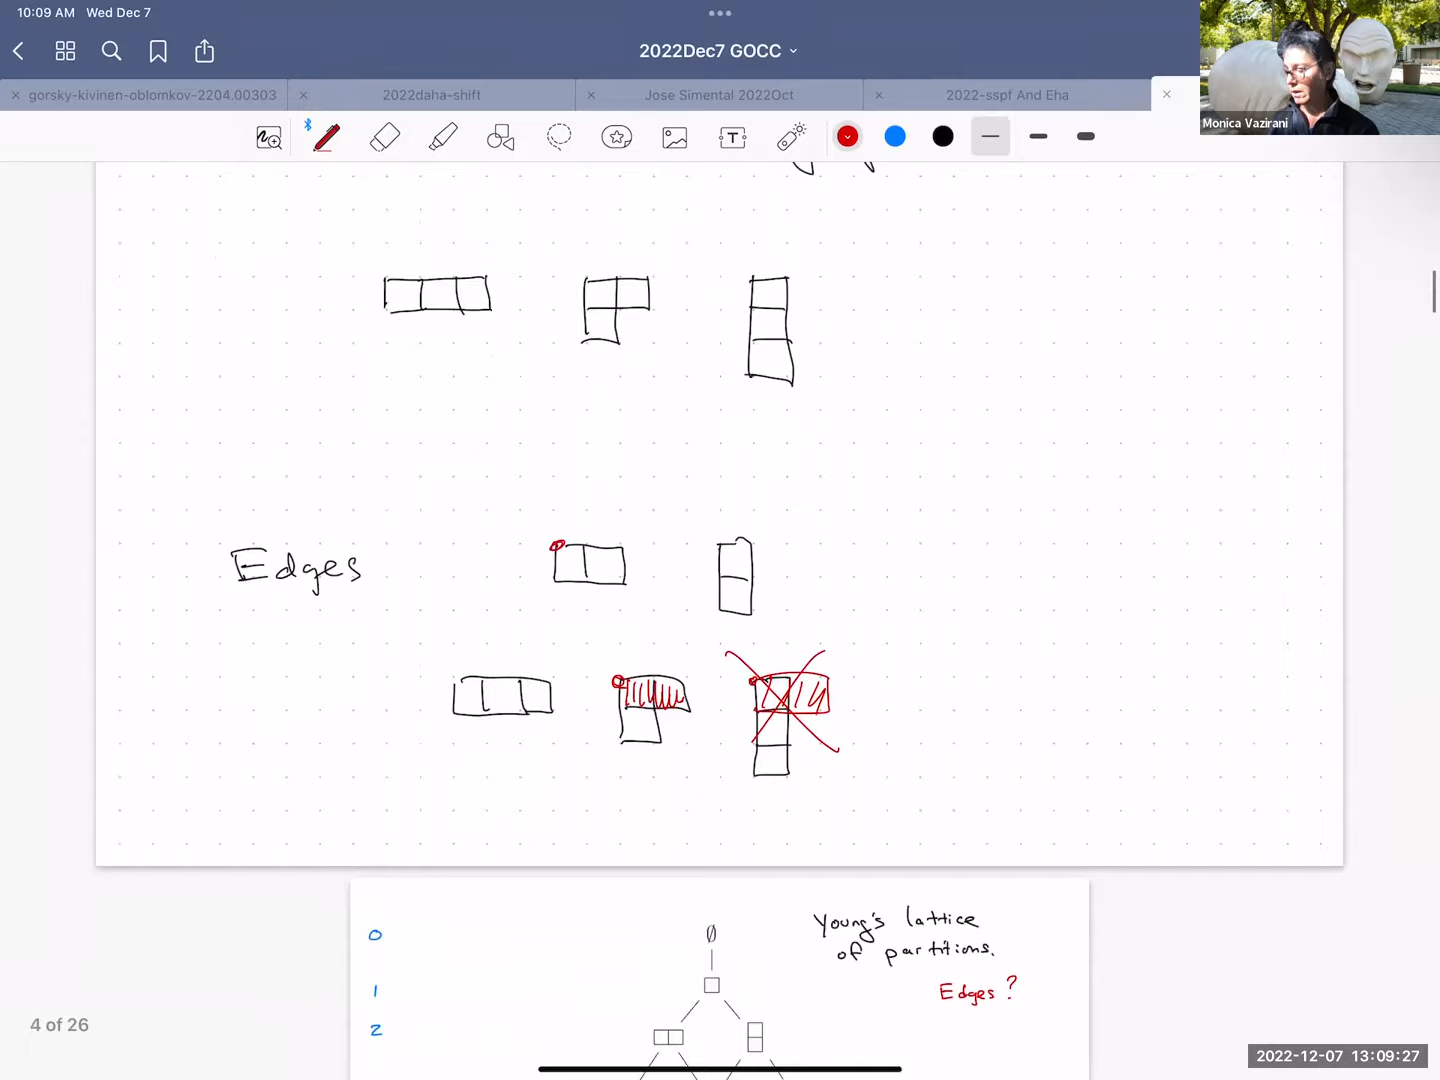 10:09 AM Wed Dec 7
2022Dec7 GOCC
gorsky-kivinen-oblomkov-2204.00303
2022daha-shift
Jose Simental 2022Oct
2022-sspf And Eha
Monica Vazirani
Edges
0
∅
Young's lattice
of partitions.
1
Edges?
2
4 of 26
2022-12-07 13:09:27